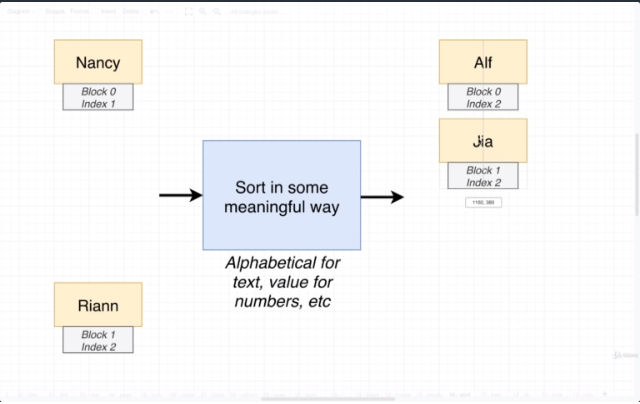 Nancy
Block 0
Index 1
Alf
Block 0
Index 2
Jia
Block 1
Index 2
Sort in some
meaningful way
Alphabetical for
text, value for
numbers, etc
Riann
Block 1
Index 2